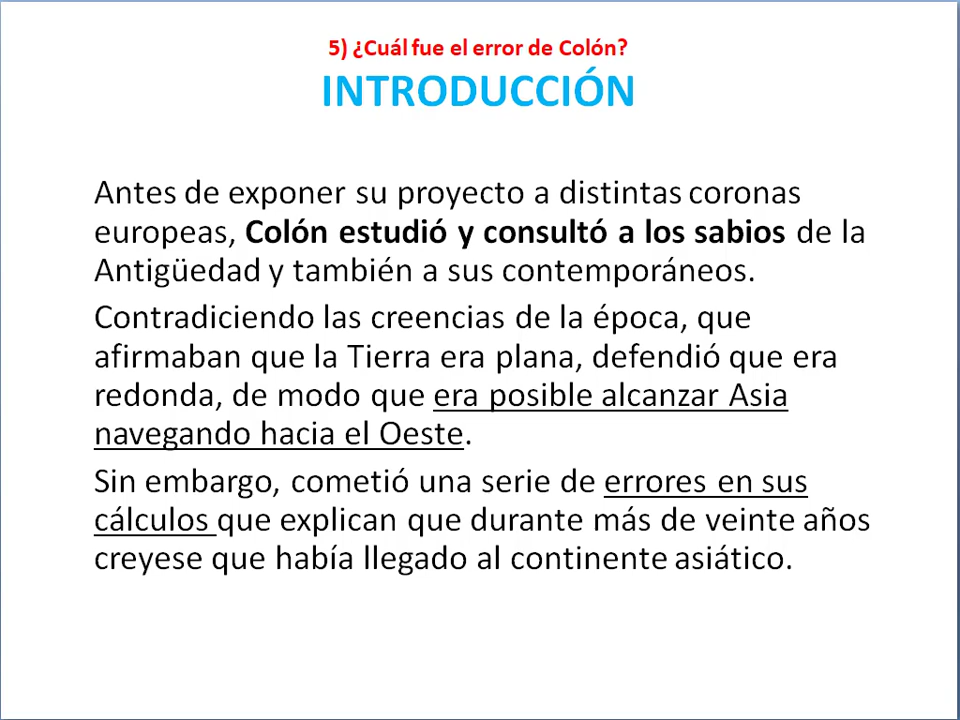 5) ¿Cuál fue el error de Colón?
INTRODUCCIÓN
Antes de exponer su proyecto a distintas coronas
europeas, Colón estudió y consultó a los sabios de la
Antigüedad y también a sus contemporáneos.
Contradiciendo las creencias de la época, que
afirmaban que la Tierra era plana, defendió que era
redonda, de modo que era posible alcanzar Asia
navegando hacia el Oeste.
Sin embargo, cometió una serie de errores en sus
cálculos que explican que durante más de veinte años
creyese que había llegado al continente asiático.